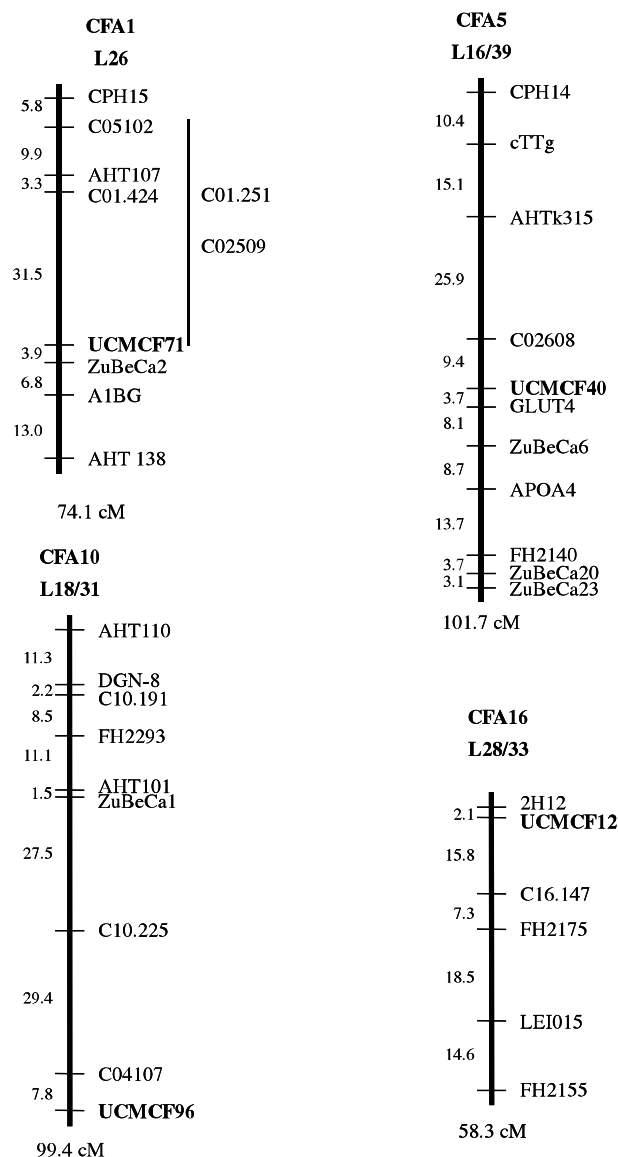 CFA1
L26
CPH15
5.8
C05102
9.9
AHT107
3.3
C01.424
C01.251
C02509
31.5
UCMCF71
3.9
ZuBeCa2
6.8
A1BG
13.0
AHT 138
74.1 cM
CFA5
L16/39
CPH14
10.4
cTTg
15.1
AHTk315
25.9
C02608
9.4
UCMCF40
3.7
GLUT4
8.1
ZuBeCa6
8.7
APOA4
13.7
FH2140
3.7
ZuBeCa20
3.1
ZuBeCa23
101.7 cM
CFA10
L18/31
AHT110
11.3
DGN-8
2.2
C10.191
8.5
FH2293
11.1
AHT101
1.5
ZuBeCa1
27.5
C10.225
29.4
C04107
7.8
UCMCF96
99.4 cM
CFA16
L28/33
2H12
2.1
UCMCF12
15.8
C16.147
7.3
FH2175
18.5
LEI015
14.6
FH2155
58.3 cM